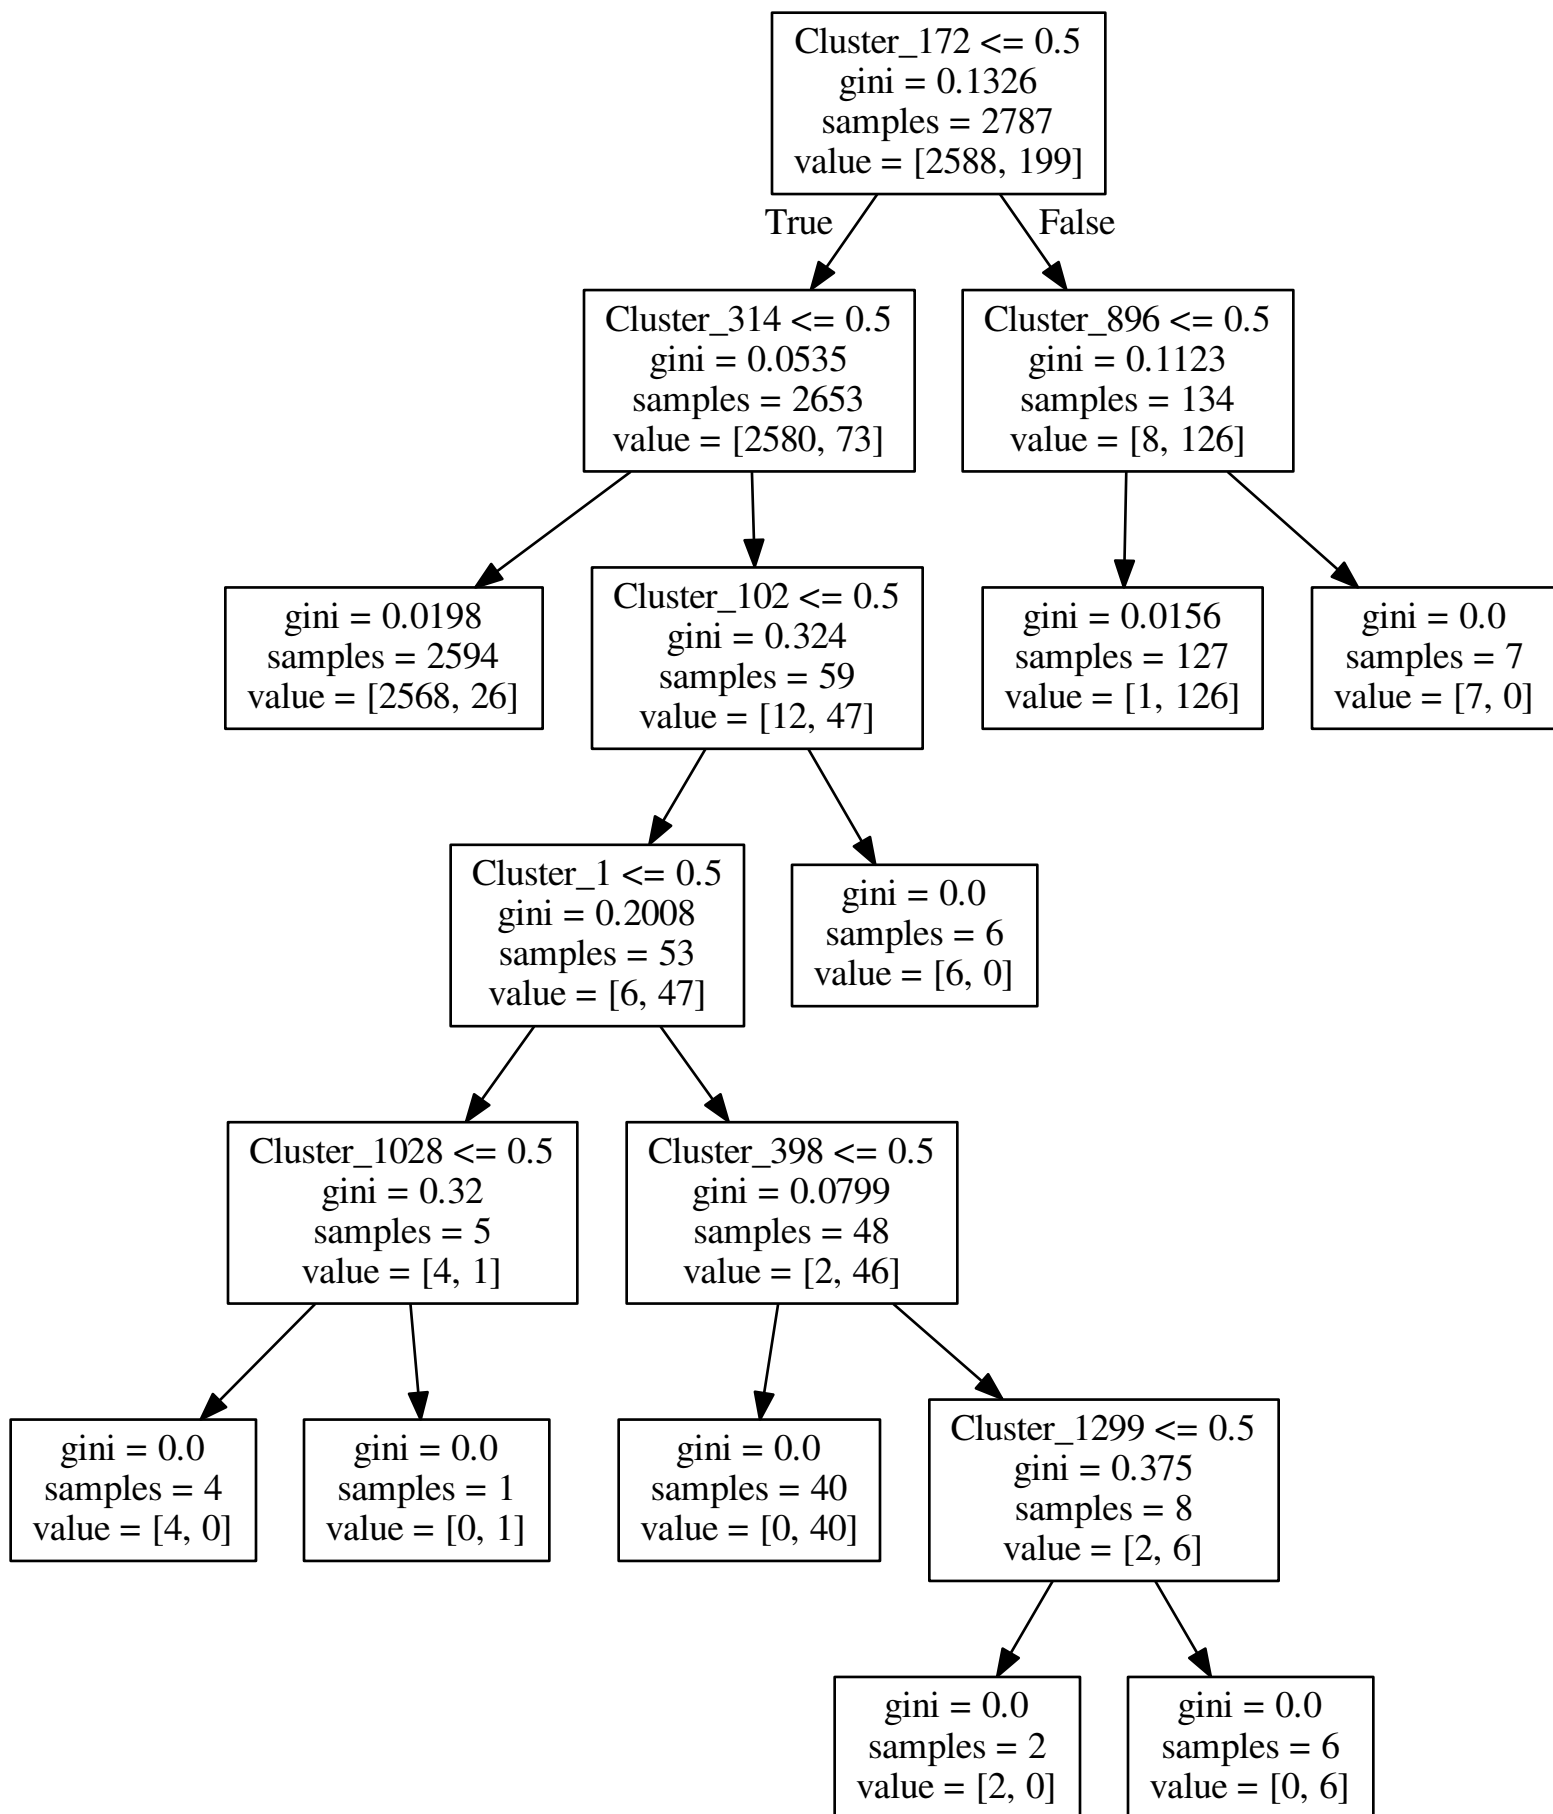 Cluster_172 <= 0.5
gini = 0.1326
samples = 2787
value = [2588, 199]
True
False
Cluster_314 <= 0.5
gini = 0.0535
samples = 2653
value = [2580, 73]
Cluster_896 <= 0.5
gini = 0.1123
samples = 134
value = [8, 126]
gini = 0.0198
samples = 2594
value = [2568, 26]
Cluster_102 <= 0.5
gini = 0.324
samples = 59
value = [12, 47]
gini = 0.0156
samples = 127
value = [1, 126]
gini = 0.0
samples = 7
value = [7, 0]
Cluster_1 <= 0.5
gini = 0.2008
samples = 53
value = [6, 47]
gini = 0.0
samples = 6
value = [6, 0]
Cluster_1028 <= 0.5
gini = 0.32
samples = 5
value = [4, 1]
Cluster_398 <= 0.5
gini = 0.0799
samples = 48
value = [2, 46]
gini = 0.0
samples = 4
value = [4, 0]
gini = 0.0
samples = 1
value = [0, 1]
gini = 0.0
samples = 40
value = [0, 40]
Cluster_1299 <= 0.5
gini = 0.375
samples = 8
value = [2, 6]
gini = 0.0
samples = 2
value = [2, 0]
gini = 0.0
samples = 6
value = [0, 6]